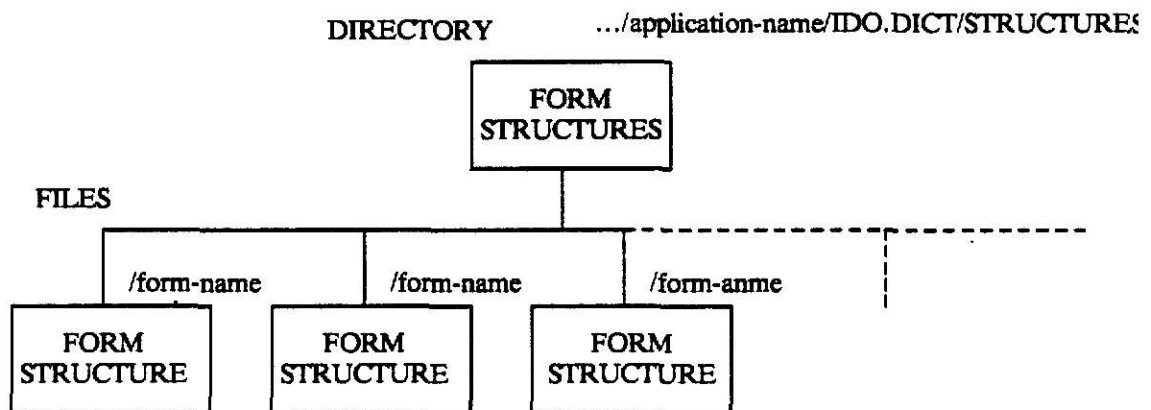 DIRECTORY .../application-name/IDO.DICT/STRUCTURES
FORM
STRUCTURES
FILES
/form-name /form-name /form-anme
FORM FORM FORM
STRUCTURE STRUCTURE STRUCTURE